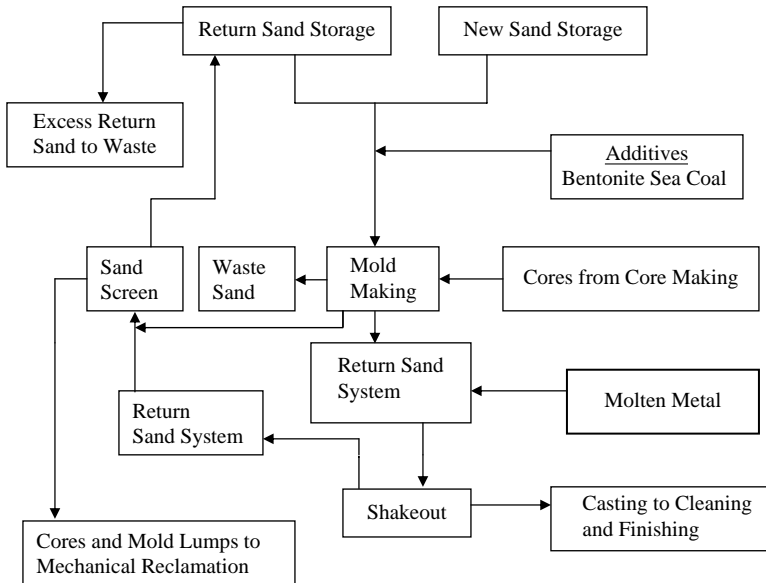 Return Sand Storage
New Sand Storage
Excess Return
Sand to Waste
Additives
Bentonite Sea Coal
Sand
Screen
Waste
Sand
Mold
Making
Cores from Core Making
Return Sand
System
Molten Metal
Return
Sand System
Shakeout
Casting to Cleaning
and Finishing
Cores and Mold Lumps to
Mechanical Reclamation